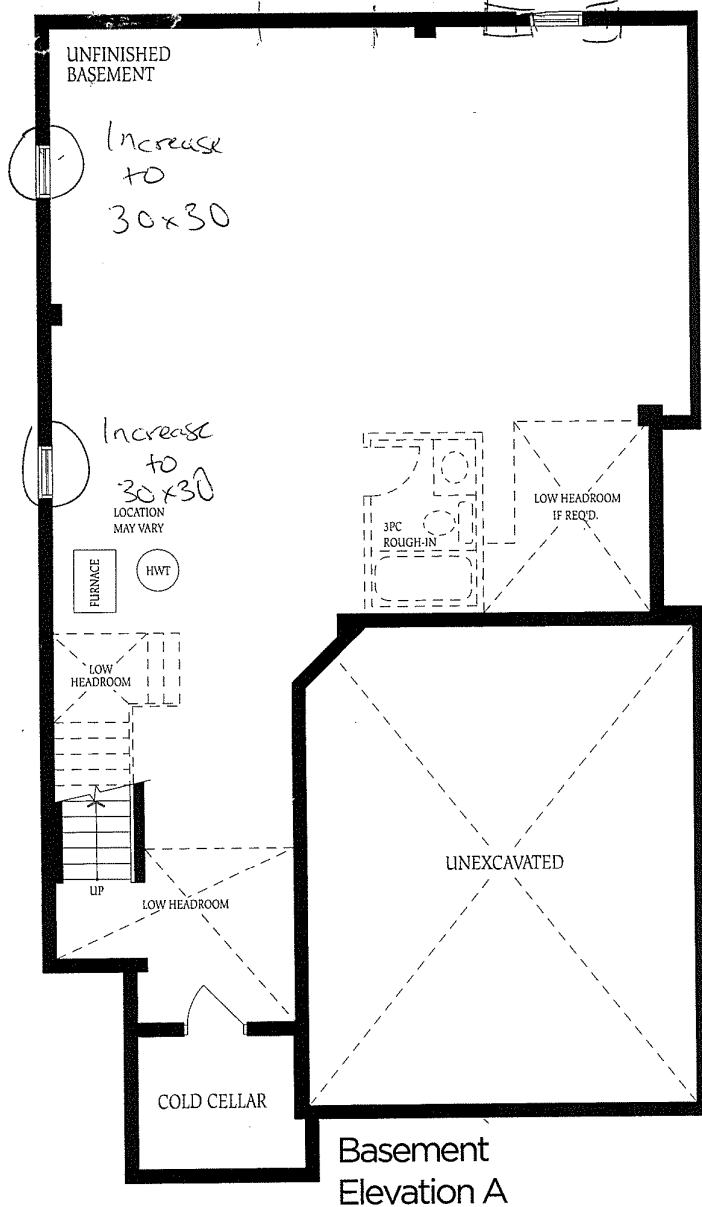 UNFINISHED
BASEMENT
Increase
to
30x30
Increase
to
30x30
LOCATION
MAY VARY
FURNACE
HWT
3PC
ROUGH-IN
LOW HEADROOM
IF REQ'D.
LOW
HEADROOM
UP
LOW HEADROOM
UNEXCAVATED
COLD CELLAR
Basement
Elevation A